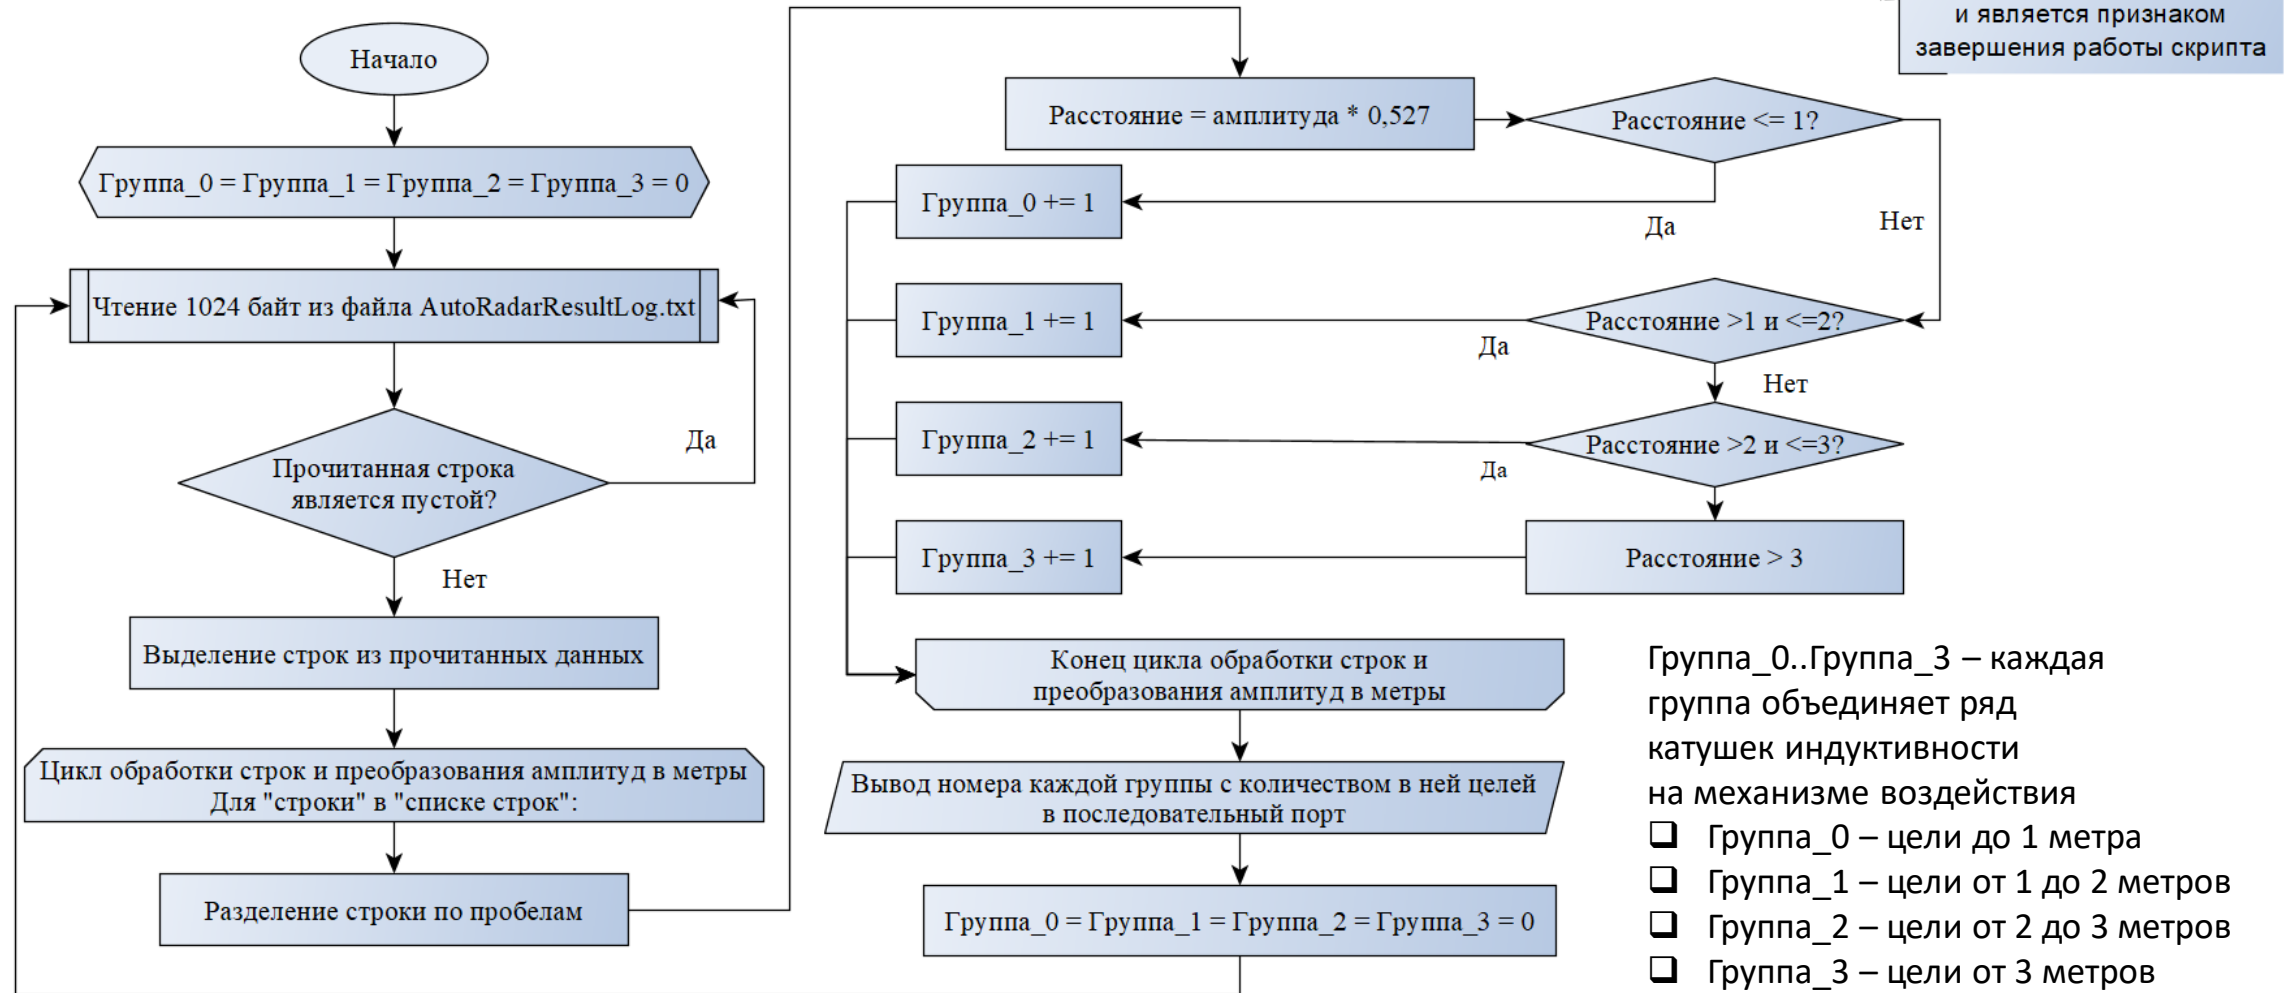 Начало
Группа_0 = Группа_1 = Группа_2 = Группа_3 = 0
Чтение 1024 байт из файла AutoRadarResultLog.txt
Прочитанная строка
является пустой?
Да
Нет
Выделение строк из прочитанных данных
Цикл обработки строк и преобразования амплитуд в метры
Для "строки" в "списке строк":
Разделение строки по пробелам
Расстояние = амплитуда * 0,527
Расстояние <= 1?
Да
Нет
Группа_0 += 1
Расстояние >1 и <=2?
Да
Нет
Группа_1 += 1
Расстояние >2 и <=3?
Да
Группа_2 += 1
Расстояние > 3
Группа_3 += 1
Конец цикла обработки строк и
преобразования амплитуд в метры
Вывод номера каждой группы с количеством в ней целей
в последовательный порт
Группа_0 = Группа_1 = Группа_2 = Группа_3 = 0
и является признаком
завершения работы скрипта
Группа_0..Группа_3 – каждая
группа объединяет ряд
катушек индуктивности
на механизме воздействия
❑ Группа_0 – цели до 1 метра
❑ Группа_1 – цели от 1 до 2 метров
❑ Группа_2 – цели от 2 до 3 метров
❑ Группа_3 – цели от 3 метров